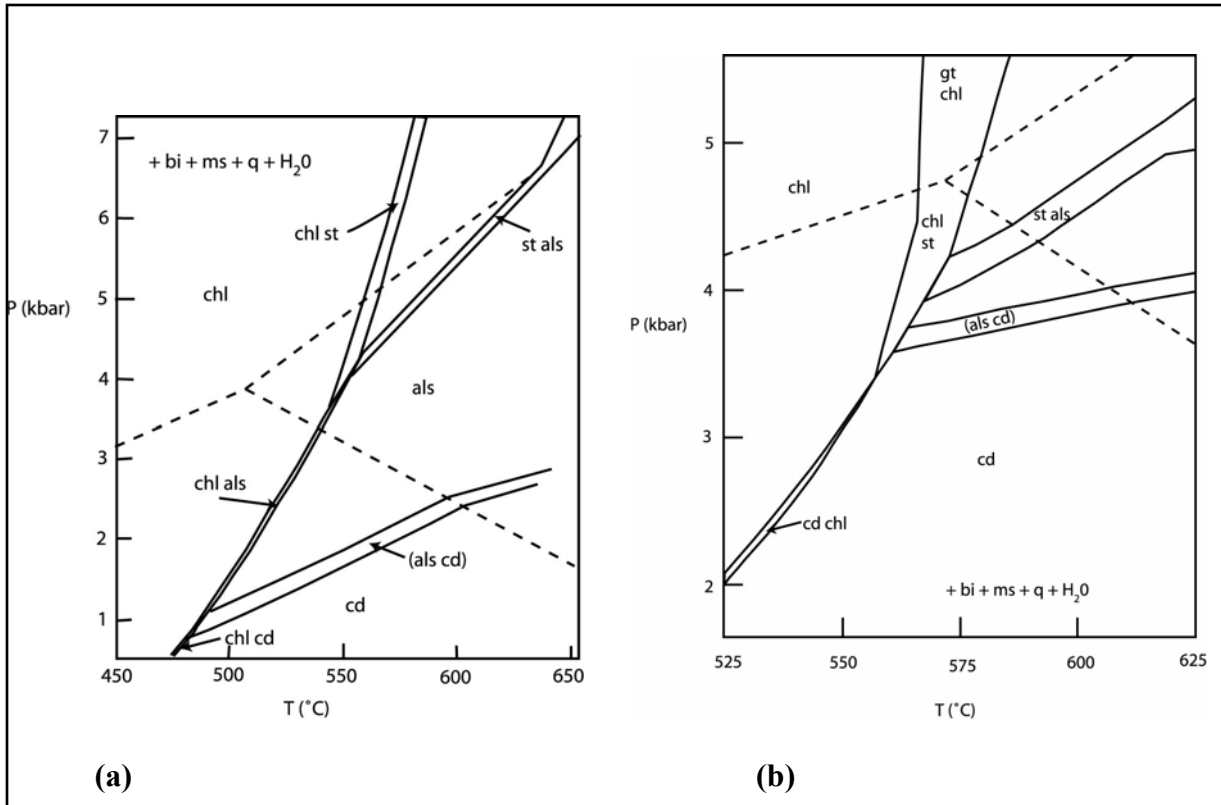 7
6
5
4
3
2
1
P (kbar)
+ bi + ms + q + H₂0
chl st
chl
st als
als
chl als
(als cd)
cd
chl cd
450 500 550 600 650
T (˚C)
(a)
5
4
3
2
P (kbar)
gt
chl
chl
chl
st
st als
(als cd)
cd
cd chl
+ bi + ms + q + H₂0
525 550 575 600 625
T (˚C)
(b)